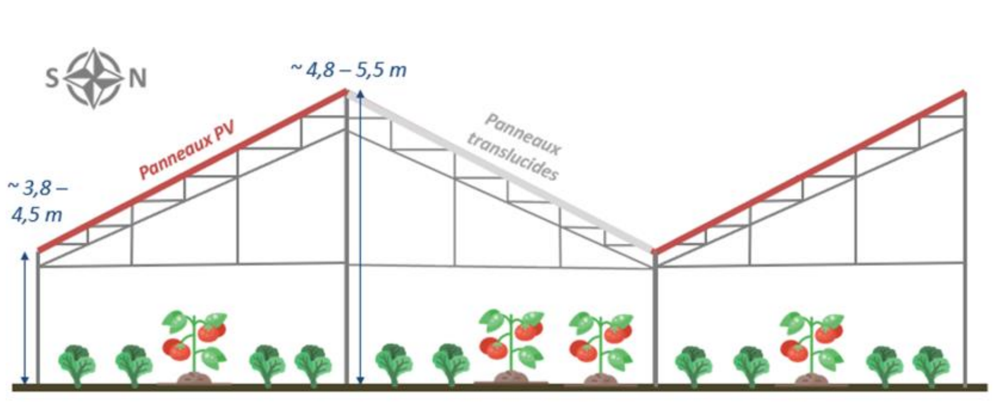 S N
~ 4,8 – 5,5 m
Panneaux PV
Panneaux
translucides
~ 3,8 –
4,5 m